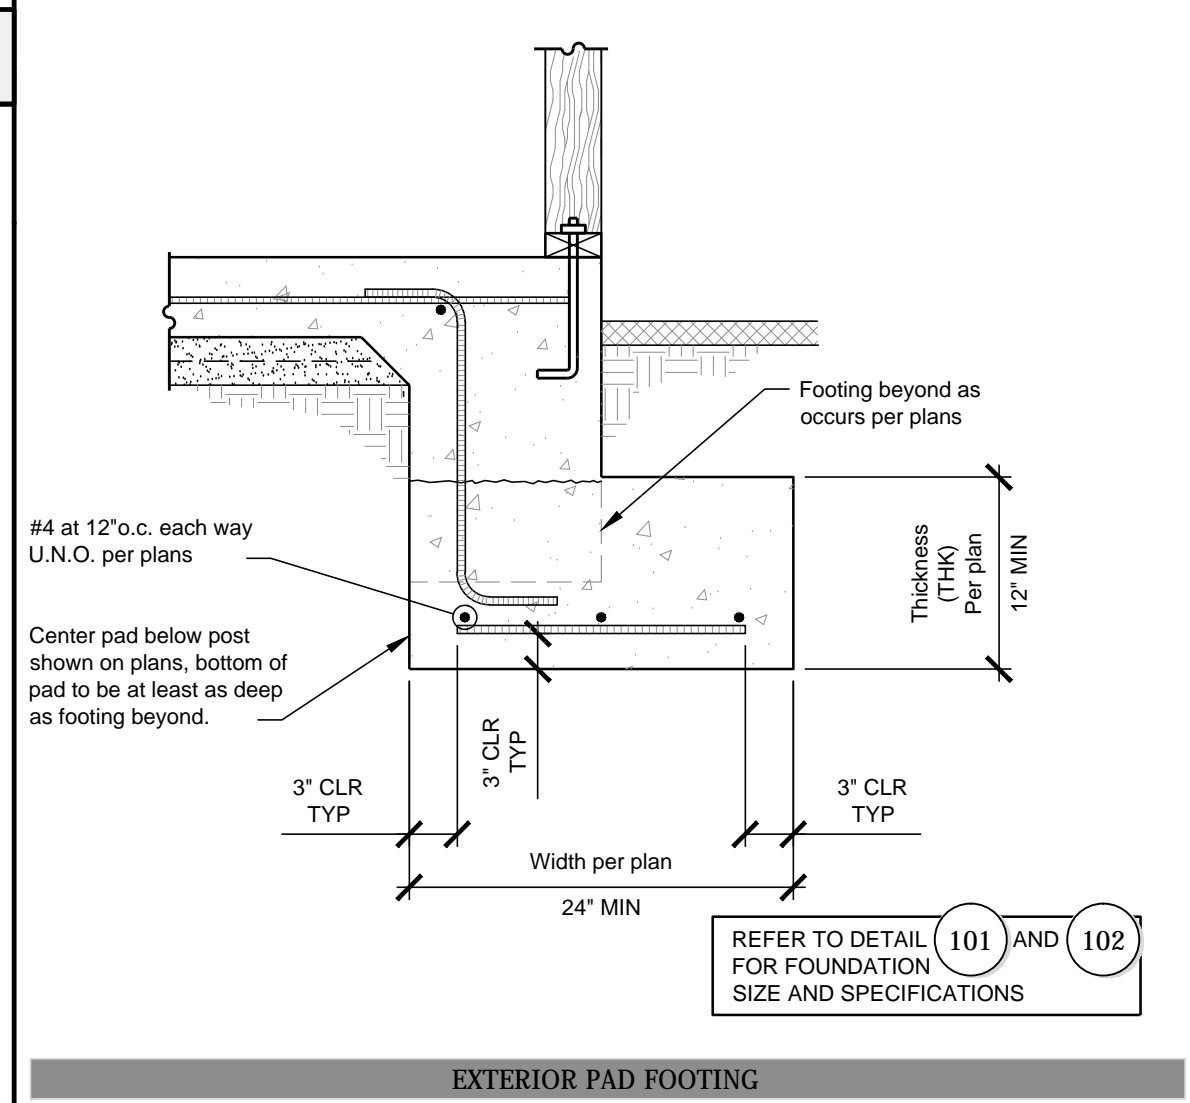 Footing beyond as
occurs per plans
#4 at 12"o.c. each way
U.N.O. per plans
Center pad below post
shown on plans, bottom of
pad to be at least as deep
as footing beyond.
Thickness
(THK)
Per plan
12" MIN
3" CLR
TYP
3" CLR
TYP
3" CLR
TYP
Width per plan
24" MIN
REFER TO DETAIL 101 AND 102
FOR FOUNDATION
SIZE AND SPECIFICATIONS
EXTERIOR PAD FOOTING